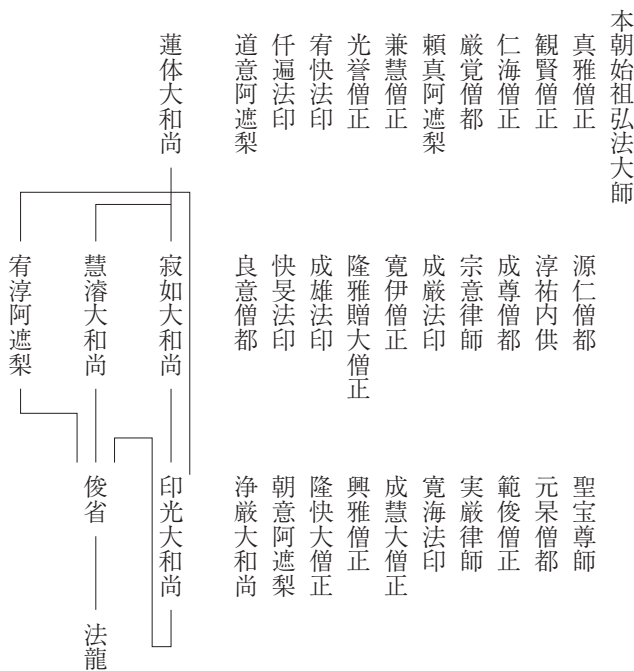 本朝始祖弘法大師
真雅僧正　源仁僧都　聖宝尊師
観賢僧正　淳祐内供　元杲僧都
仁海僧正　成尊僧都　範俊僧正
厳覚僧都　宗意律師　実厳律師
頼真阿遮梨　成厳法印　寛海法印
兼慧僧正　寛伊僧正　成慧大僧正
光誉僧正　隆雅贈大僧正　興雅僧正
宥快法印　成雄法印　隆快大僧正
仟遍法印　快旻法印　朝意阿遮梨
道意阿遮梨　良意僧都　浄厳大和尚
蓮体大和尚　寂如大和尚　印光大和尚
慧濬大和尚　俊省　法龍
宥淳阿遮梨